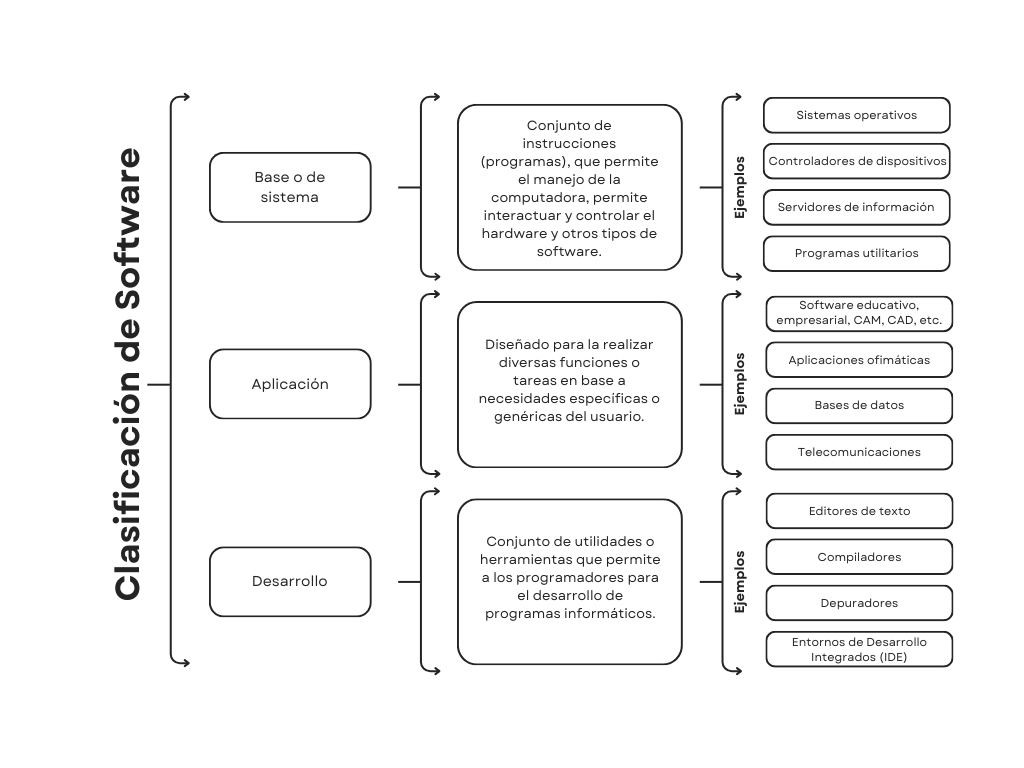 Clasificación de Software
Base o de
sistema
Conjunto de
instrucciones
(programas), que permite
el manejo de la
computadora, permite
interactuar y controlar el
hardware y otros tipos de
software.
Ejemplos
Sistemas operativos
Controladores de dispositivos
Servidores de información
Programas utilitarios
Aplicación
Diseñado para la realizar
diversas funciones o
tareas en base a
necesidades especificas o
genéricas del usuario.
Ejemplos
Software educativo,
empresarial, CAM, CAD, etc.
Aplicaciones ofimáticas
Bases de datos
Telecomunicaciones
Desarrollo
Conjunto de utilidades o
herramientas que permite
a los programadores para
el desarrollo de
programas informáticos.
Ejemplos
Editores de texto
Compiladores
Depuradores
Entornos de Desarrollo
Integrados (IDE)